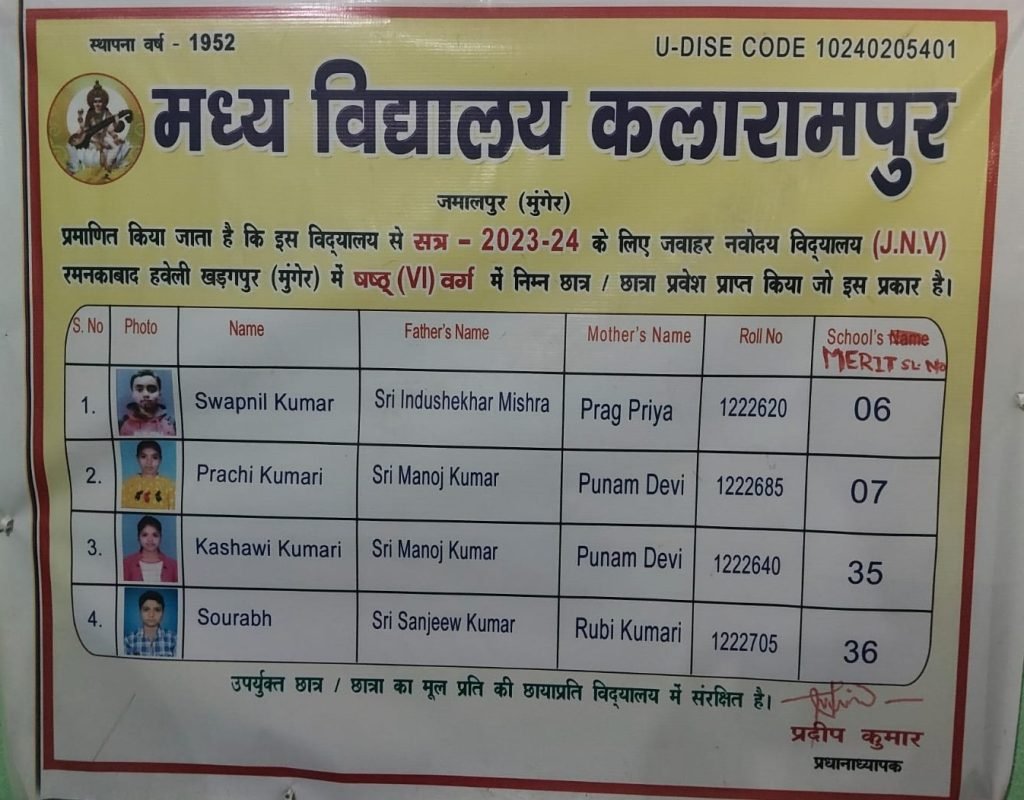 स्थापना वर्ष - 1952
U-DISE CODE 10240205401
मध्य विद्यालय कलारामपुर
जमालपुर (मुंगेर)
प्रमाणित किया जाता है कि इस विद्यालय से सत्र - 2023-24 के लिए जवाहर नवोदय विद्यालय (J.N.V)
रमनकाबाद हवेली खड़गपुर (मुंगेर) में षष्ठ् (VI) वर्ग में निम्न छात्र / छात्रा प्रवेश प्राप्त किया जो इस प्रकार है।
S. No Photo Name Father's Name Mother's Name Roll No School's Name
MERIT SL. No
1. Swapnil Kumar Sri Indushekhar Mishra Prag Priya 1222620 06
2. Prachi Kumari Sri Manoj Kumar Punam Devi 1222685 07
3. Kashawi Kumari Sri Manoj Kumar Punam Devi 1222640 35
4. Sourabh Sri Sanjeew Kumar Rubi Kumari 1222705 36
उपर्युक्त छात्र / छात्रा का मूल प्रति की छायाप्रति विद्यालय में संरक्षित है।
प्रदीप कुमार
प्रधानाध्यापक